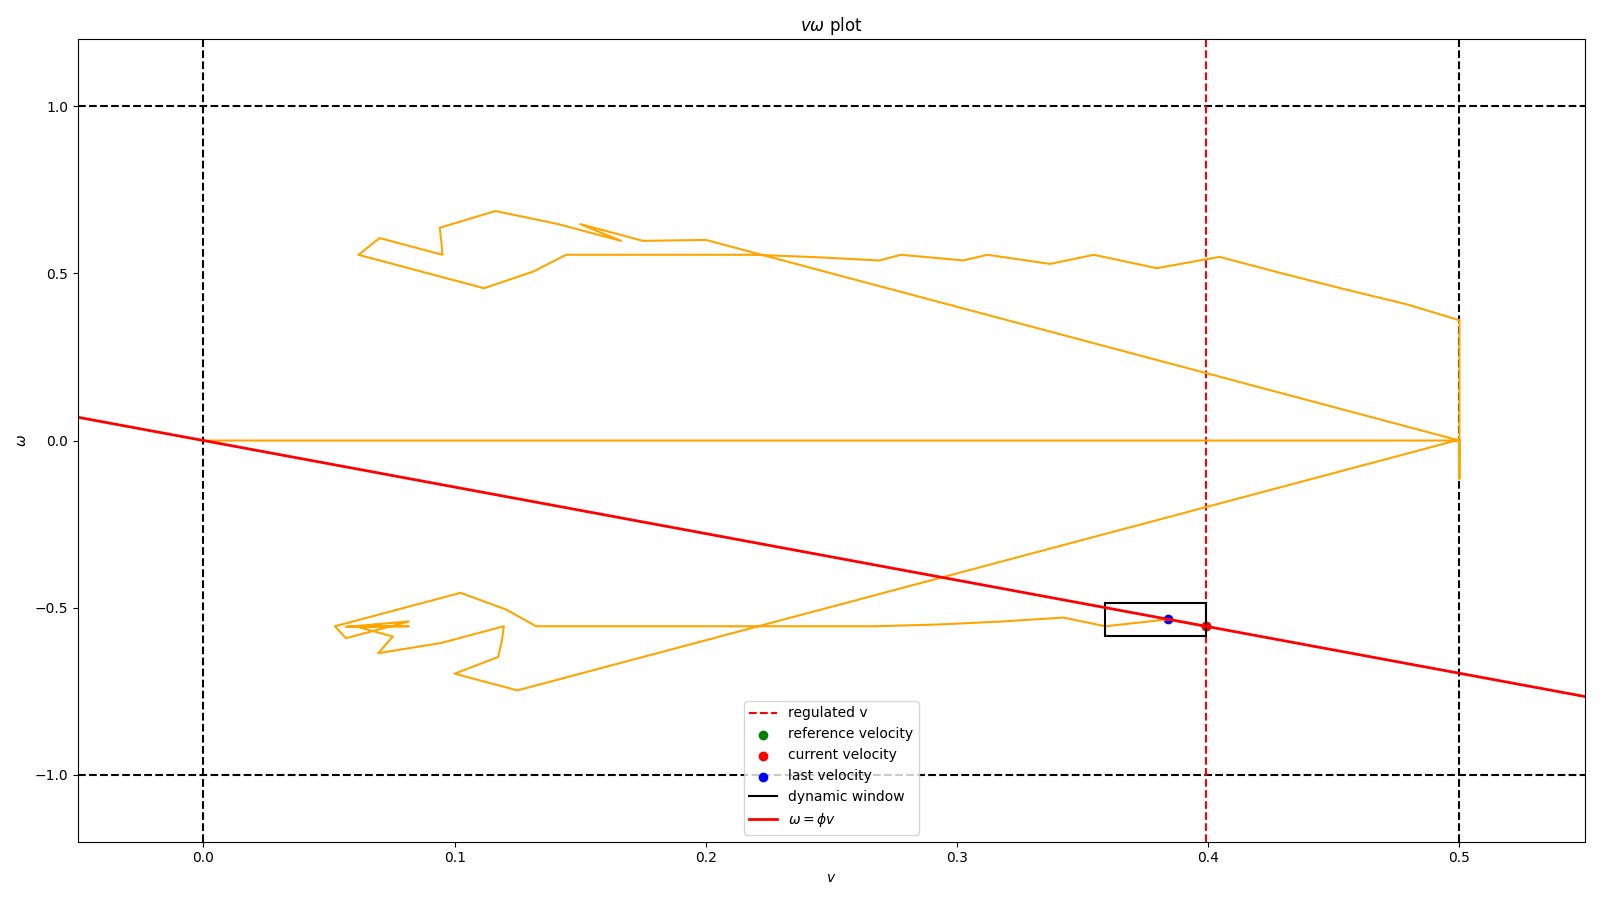 vω plot
1.0
0.5
0.0
−0.5
−1.0
ω
regulated v
reference velocity
current velocity
last velocity
dynamic window
ω = ϕv
0.0 0.1 0.2 0.3 0.4 0.5
v